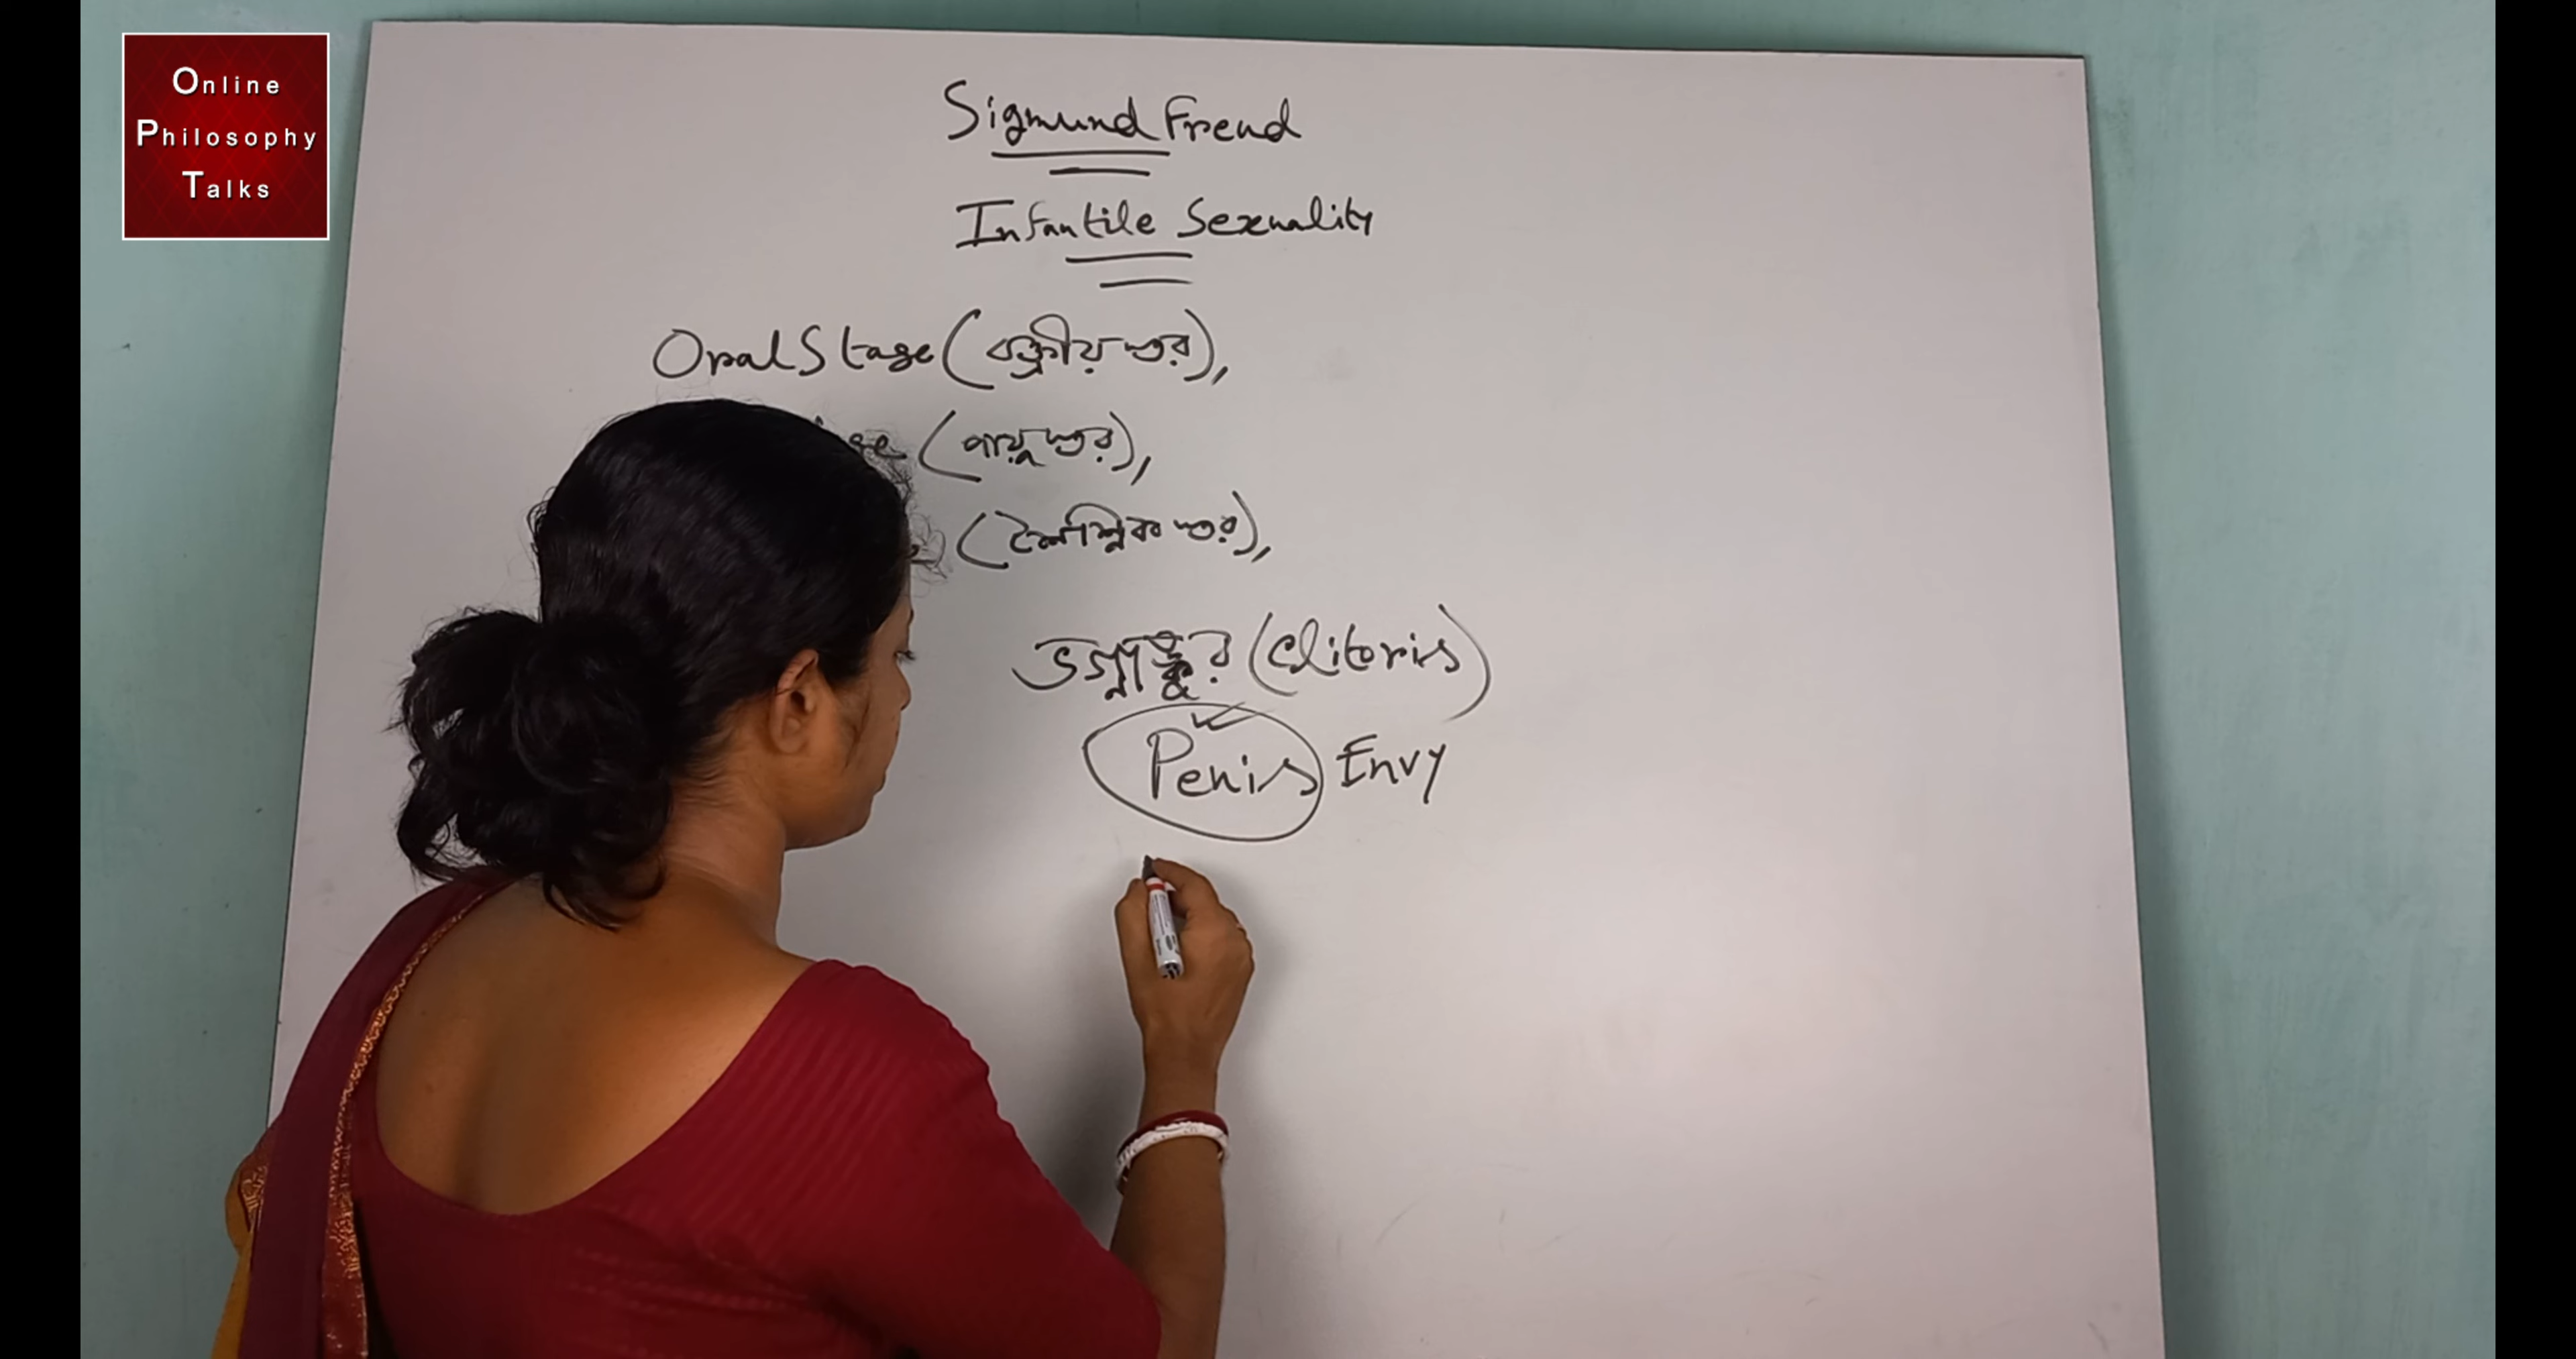 Online
Philosophy
Talks
Sigmund Freud
Infantile Sexuality
Oral Stage (বক্ত্রীয় স্তর),
(পায়ুস্তর),
(লৈঙ্গিক স্তর),
(Clitoris)
Penis Envy